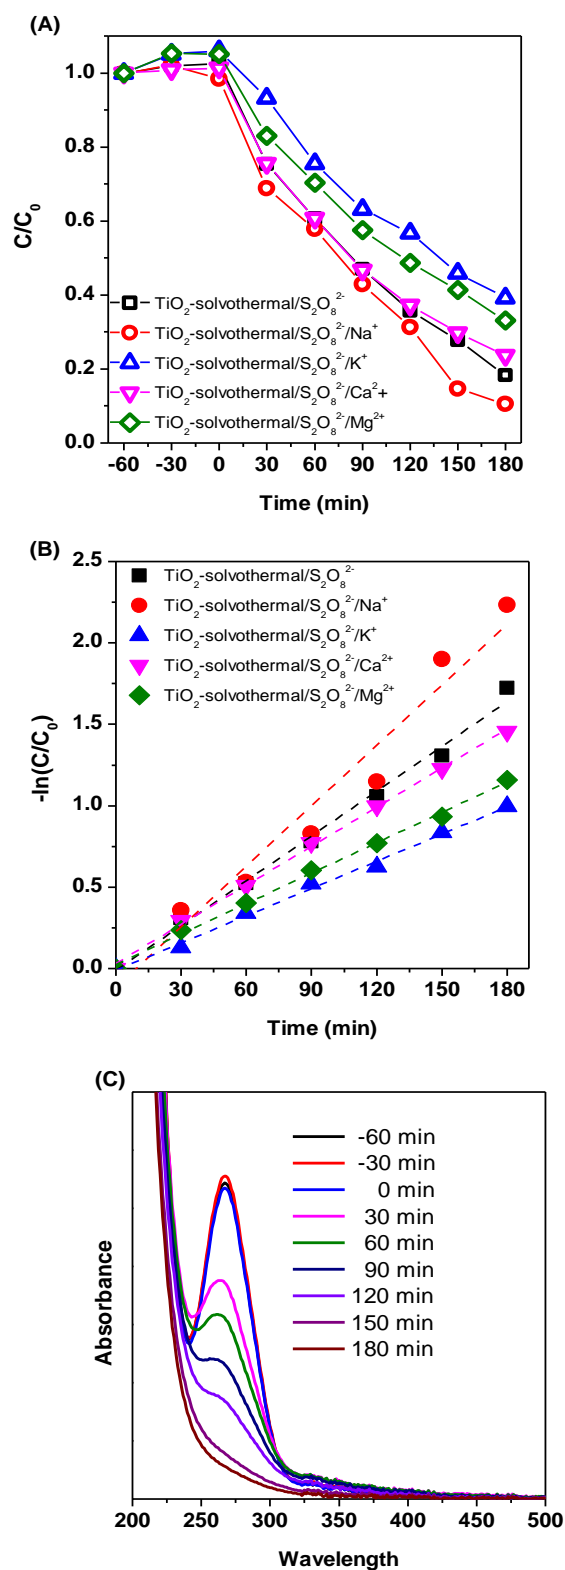 (A)
1.0
0.8
0.6
0.4
0.2
0.0
C/C₀
TiO₂-solvothermal/S₂O₈²⁻
TiO₂-solvothermal/S₂O₈²⁻/Na⁺
TiO₂-solvothermal/S₂O₈²⁻/K⁺
TiO₂-solvothermal/S₂O₈²⁻/Ca²+
TiO₂-solvothermal/S₂O₈²⁻/Mg²⁺
-60 -30 0 30 60 90 120 150 180
Time (min)
(B)
2.5
2.0
1.5
1.0
0.5
0.0
-ln(C/C₀)
TiO₂-solvothermal/S₂O₈²⁻
TiO₂-solvothermal/S₂O₈²⁻/Na⁺
TiO₂-solvothermal/S₂O₈²⁻/K⁺
TiO₂-solvothermal/S₂O₈²⁻/Ca²⁺
TiO₂-solvothermal/S₂O₈²⁻/Mg²⁺
0 30 60 90 120 150 180
Time (min)
(C)
Absorbance
-60 min
-30 min
0 min
30 min
60 min
90 min
120 min
150 min
180 min
200 250 300 350 400 450 500
Wavelength